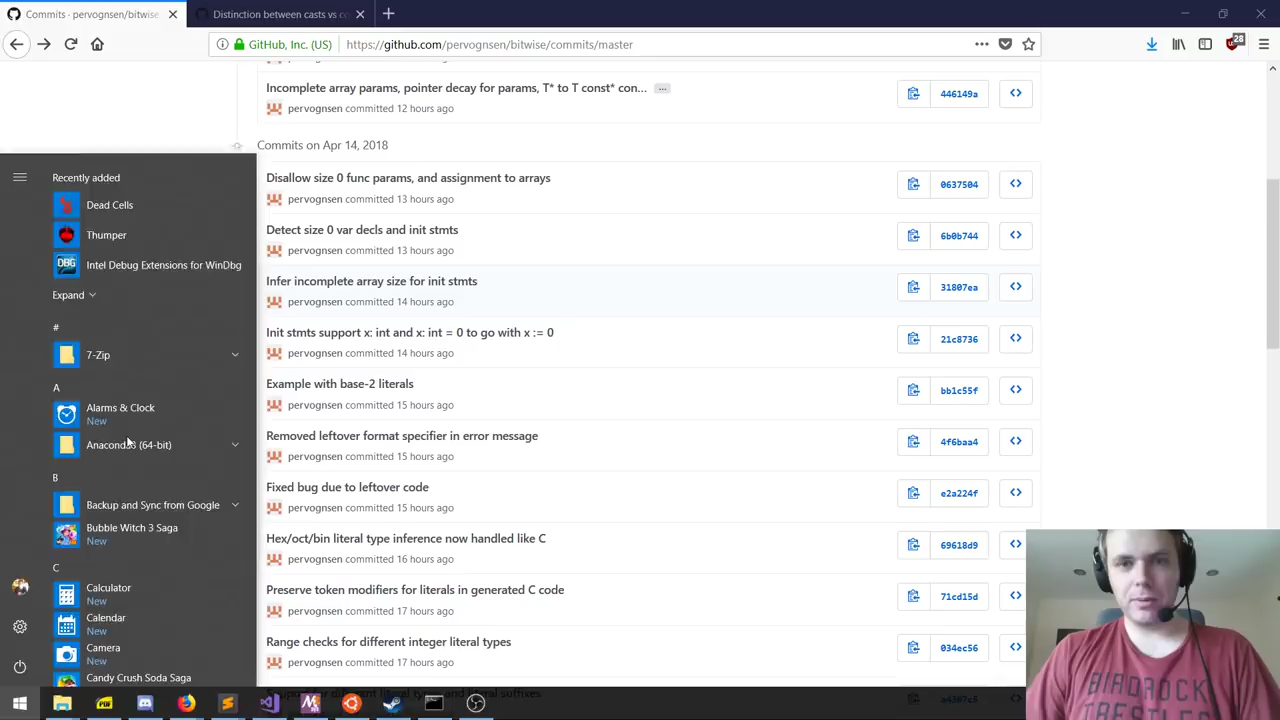 Commits - pervognsen/bitwise
Distinction between casts vs co
GitHub, Inc. (US)
https://github.com/pervognsen/bitwise/commits/master
28
Incomplete array params, pointer decay for params, T* to T const* con... ...
446149a
pervognsen committed 12 hours ago
Commits on Apr 14, 2018
Disallow size 0 func params, and assignment to arrays
0637504
pervognsen committed 13 hours ago
Detect size 0 var decls and init stmts
6b0b744
pervognsen committed 13 hours ago
Infer incomplete array size for init stmts
31807ea
pervognsen committed 14 hours ago
Init stmts support x: int and x: int = 0 to go with x := 0
21c8736
pervognsen committed 14 hours ago
Example with base-2 literals
bb1c55f
pervognsen committed 15 hours ago
Removed leftover format specifier in error message
4f6baa4
pervognsen committed 15 hours ago
Fixed bug due to leftover code
e2a224f
pervognsen committed 15 hours ago
Hex/oct/bin literal type inference now handled like C
69618d9
pervognsen committed 16 hours ago
Preserve token modifiers for literals in generated C code
71cd15d
pervognsen committed 17 hours ago
Range checks for different integer literal types
034ec56
pervognsen committed 17 hours ago
Recently added
Dead Cells
Thumper
DBG
Intel Debug Extensions for WinDbg
Expand
#
7-Zip
A
Alarms & Clock
New
Anaconda3 (64-bit)
B
Backup and Sync from Google
Bubble Witch 3 Saga
New
C
Calculator
New
Calendar
New
Camera
New
Candy Crush Soda Saga
BIRDROCK